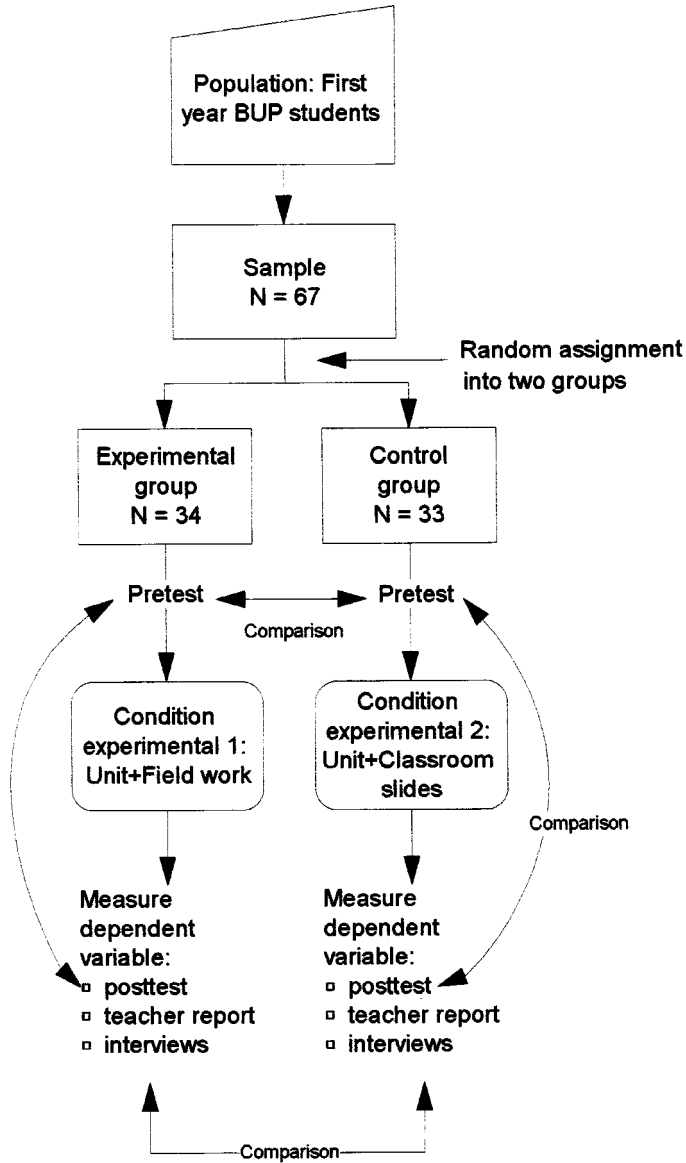 Population: First
year BUP students
Sample
N = 67
Random assignment
into two groups
Experimental
group
N = 34
Control
group
N = 33
Pretest
Comparison
Pretest
Condition
experimental 1:
Unit+Field work
Condition
experimental 2:
Unit+Classroom
slides
Comparison
Measure
dependent
variable:
posttest
teacher report
interviews
Measure
dependent
variable:
posttest
teacher report
interviews
Comparison